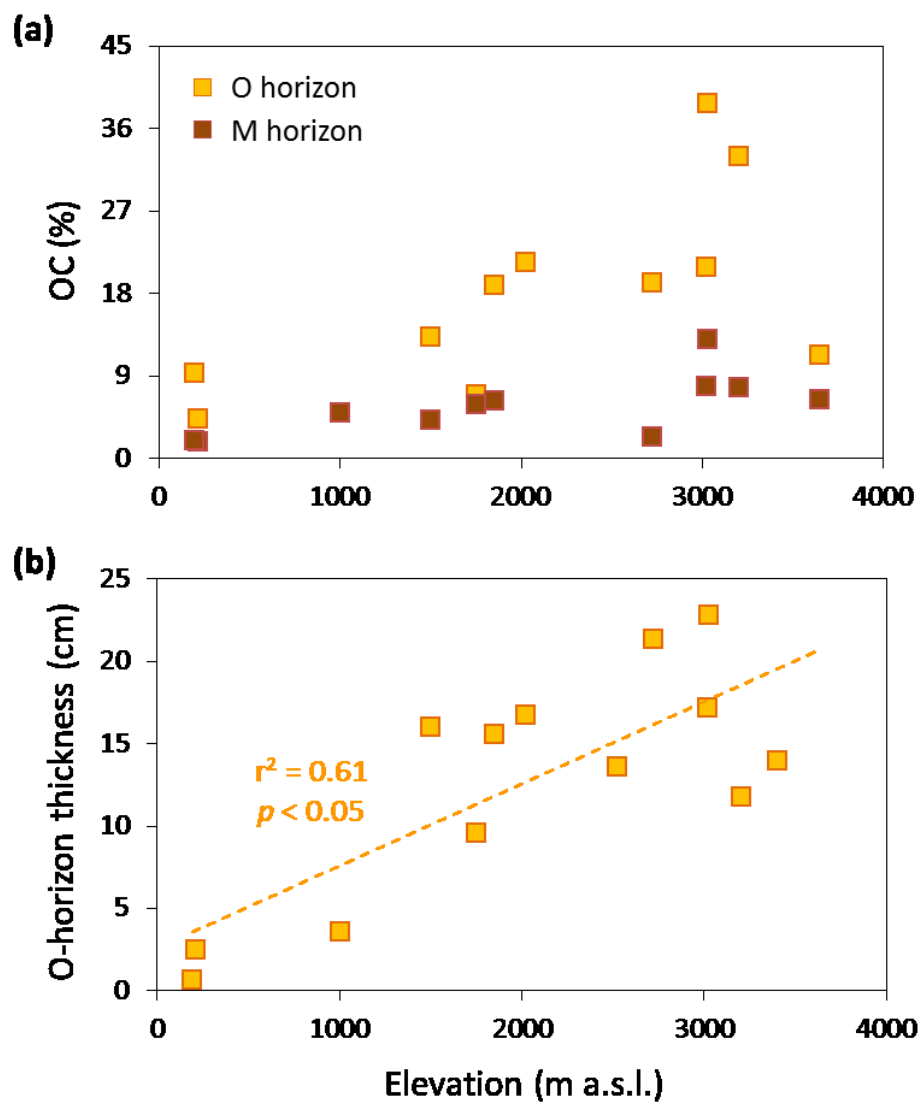 (a)
45
36
27
18
9
0
OC (%)
O horizon
M horizon
0 1000 2000 3000 4000
(b)
25
20
15
10
5
0
O-horizon thickness (cm)
r² = 0.61
p < 0.05
0 1000 2000 3000 4000
Elevation (m a.s.l.)